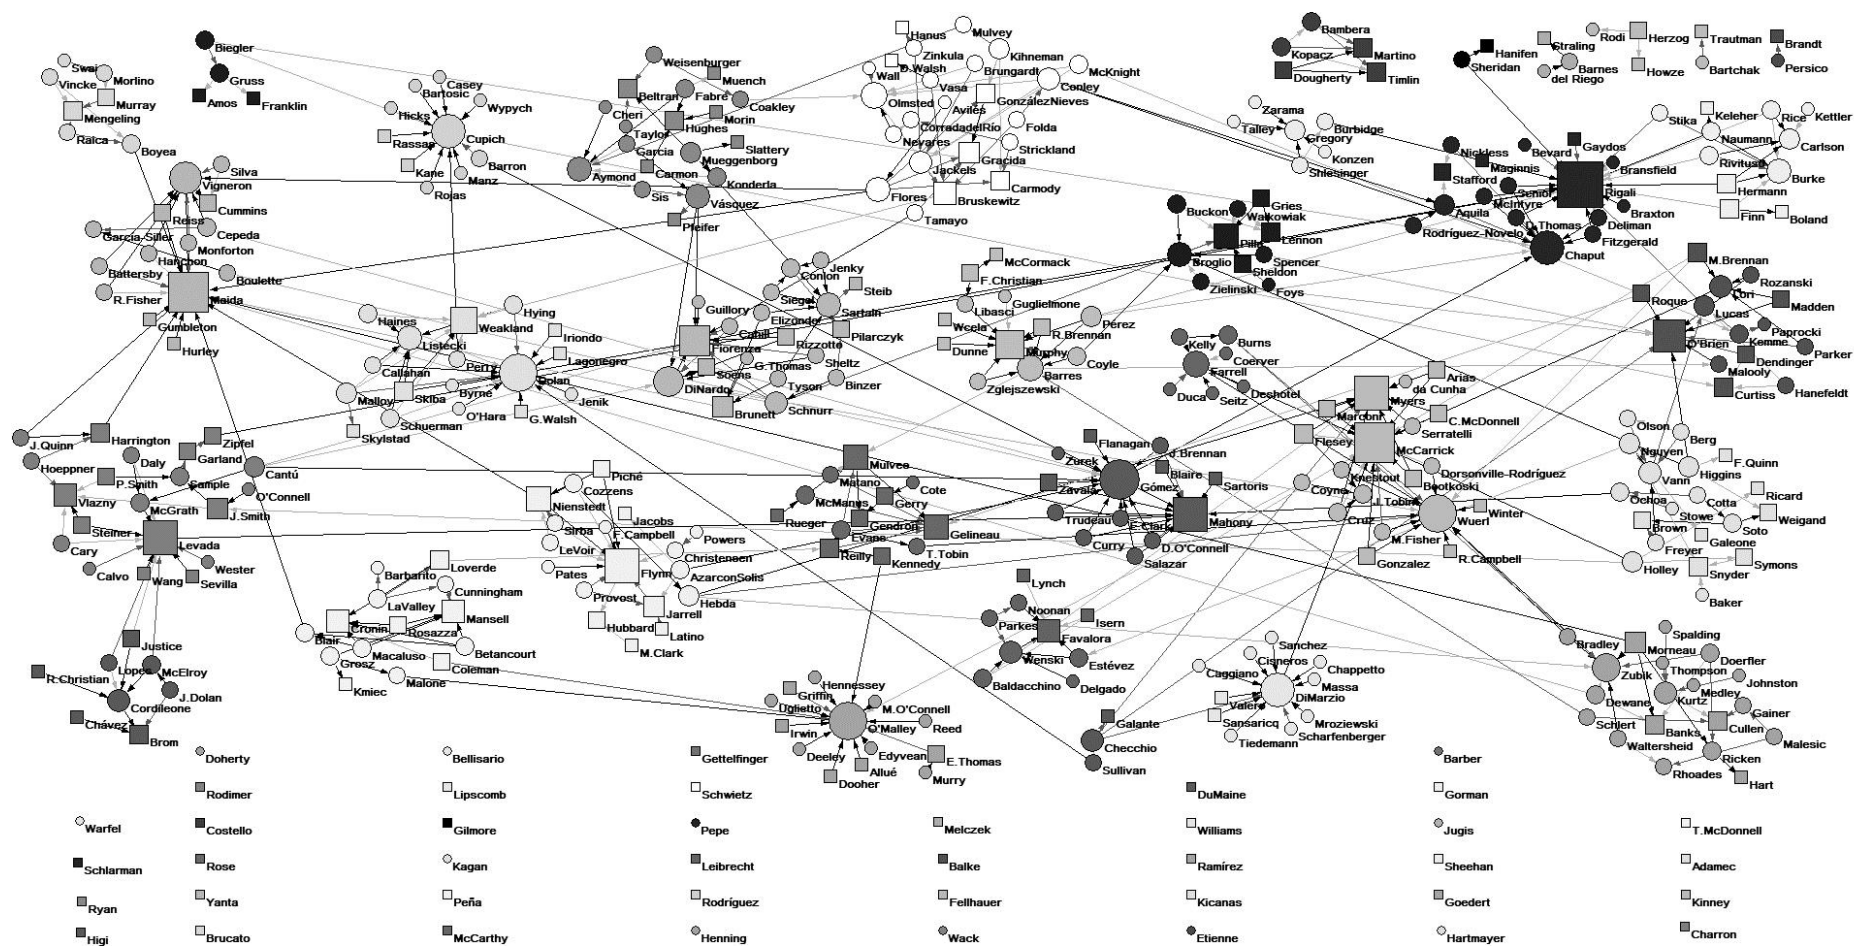 Biegler
Gruss
Amos
Franklin
Swai
Morlino
Vincke
Murray
Mengeling
Raica
Boyea
Casey
Bartosic
Wypych
Hicks
Cupich
Rassas
Barron
Kane
Manz
Rojas
Weisenburger
Muench
Beltran
Fabre
Coakley
Cheri
Morin
Taylor
Hughes
Garcia
Slattery
Mueggenborg
Aymond
Carmon
Konderla
Sis
Vásquez
Pfeifer
Hanus
Mulvey
Zinkula
Kihneman
Wall
D.Walsh
Brungardt
McKnight
Vasa
Conley
Olmsted
GonzálezNieves
Aviles
CorradadelRío
Folda
Nevares
Strickland
Gracida
Jackels
Carmody
Flores
Bruskewitz
Tamayo
Bambera
Kopacz
Martino
Dougherty
Timlin
Hanifen
Sheridan
Straling
Barnes
del Riego
Rodi
Herzog
Howze
Trautman
Bartchak
Brandt
Persico
Zarama
Talley
Gregory
Burbidge
Konzen
Shlesinger
Nickless
Bevard
Gaydos
Stafford
Maginnis
Bransfield
Senior
Rigali
McIntyre
Aquila
Braxton
D.Thomas
Deliman
Rodríguez-Novelo
Fitzgerald
Chaput
Stika
Keleher
Rice
Kettler
Naumann
Carlson
Rivituso
Burke
Hermann
Finn
Boland
Silva
Vigneron
Cummins
Reiss
Garcia-Siller
Cepeda
Monforton
Hanchon
Battersby
Boulette
R.Fisher
Maida
Gumbleton
Hurley
Buckon
Gries
Walkowiak
Pilla
Lennon
Broglio
Spencer
Sheldon
Zielinski
Foys
McCormack
F.Christian
Guglielmone
Libasci
Wcela
R.Brennan
Pérez
Dunne
Murphy
Coyle
Barres
Zglejszewski
Jenky
Conlon
Steib
Siegel
Sartain
Guillory
Elizondo
Cahill
Pilarczyk
Rizzotto
Fiorenza
G.Thomas
Sheltz
Soens
Tyson
Binzer
DiNardo
Brunett
Schnurr
Hying
Haines
Weakland
Iriondo
Listecki
Lagonegro
Perry
Callahan
Dolan
Byrne
Malloy
Skiba
Jenik
O'Hara
G.Walsh
Schuerman
Skylstad
M.Brennan
Rozanski
Lori
Roque
Madden
Lucas
Paprocki
O'Brien
Kemme
Parker
Dendinger
Malooly
Curtiss
Hanefeldt
Kelly
Burns
Coerver
Farrell
Deshotel
Duca
Seitz
Arias
da Cunha
Myers
Marconi
C.McDonnell
Serratelli
Flesey
McCarrick
Dorsonville-Rodríguez
Knestout
Bootkoski
Coyne
J.Tobin
Cruz
Wuerl
Winter
M.Fisher
Gonzalez
R.Campbell
Olson
Berg
Nguyen
F.Quinn
Higgins
Vann
Ochoa
Cotta
Ricard
Stowe
Weigand
Brown
Soto
Galeone
Freyer
Symons
Holley
Snyder
Baker
J.Quinn
Harrington
Zipfel
Hoeppner
Daly
Garland
Cantú
P.Smith
Sample
O'Connell
Vlazny
McGrath
J.Smith
Steiner
Cary
Levada
Calvo
Wester
Wang
Sevilla
Justice
Lopes
McElroy
R.Christian
J.Dolan
Cordileone
Chávez
Brom
Piché
Cozzens
Nienstedt
Jacobs
Sirba
F.Campbell
Powers
LeVoir
Christensen
Pates
Flynn
AzarconSolis
Provost
Hebda
Jarrell
Hubbard
Latino
M.Clark
Mulvee
Matano
Cote
McManus
Gerry
Rueger
Gendron
Evans
Gelineau
Reilly
T.Tobin
Kennedy
Flanagan
J.Brennan
Zurek
Blaire
Zavala
Gómez
Sartoris
Trudeau
E.Clark
Mahony
Curry
D.O'Connell
Salazar
Loverde
Barbarito
Cunningham
LaValley
Mansell
Cronin
Rosazza
Blair
Macaluso
Betancourt
Grosz
Coleman
Kmiec
Malone
Lynch
Noonan
Isern
Parkes
Favalora
Wenski
Estévez
Baldacchino
Delgado
Hennessey
Griffin
Uglietto
M.O'Connell
O'Malley
Reed
Irwin
Deeley
Edyvean
E.Thomas
Allué
Dooher
Murry
Sanchez
Cisneros
Chappetto
Caggiano
Massa
DiMarzio
Valero
Sansaricq
Mroziewski
Scharfenberger
Tiedemann
Galante
Checchio
Sullivan
Spalding
Bradley
Morneau
Doerfler
Thompson
Zubik
Johnston
Medley
Dewane
Kurtz
Gainer
Schlert
Banks
Cullen
Waltersheid
Malesic
Ricken
Rhoades
Hart
Doherty
Bellisario
Gettelfinger
Barber
Rodimer
Lipscomb
Schwietz
DuMaine
Gorman
Warfel
Costello
Gilmore
Pepe
Melczek
Williams
Jugis
T.McDonnell
Schlarman
Rose
Kagan
Leibrecht
Balke
Ramírez
Sheehan
Adamec
Ryan
Yanta
Peña
Rodríguez
Fellhauer
Kicanas
Goedert
Kinney
Higi
Brucato
McCarthy
Henning
Wack
Etienne
Hartmayer
Charron